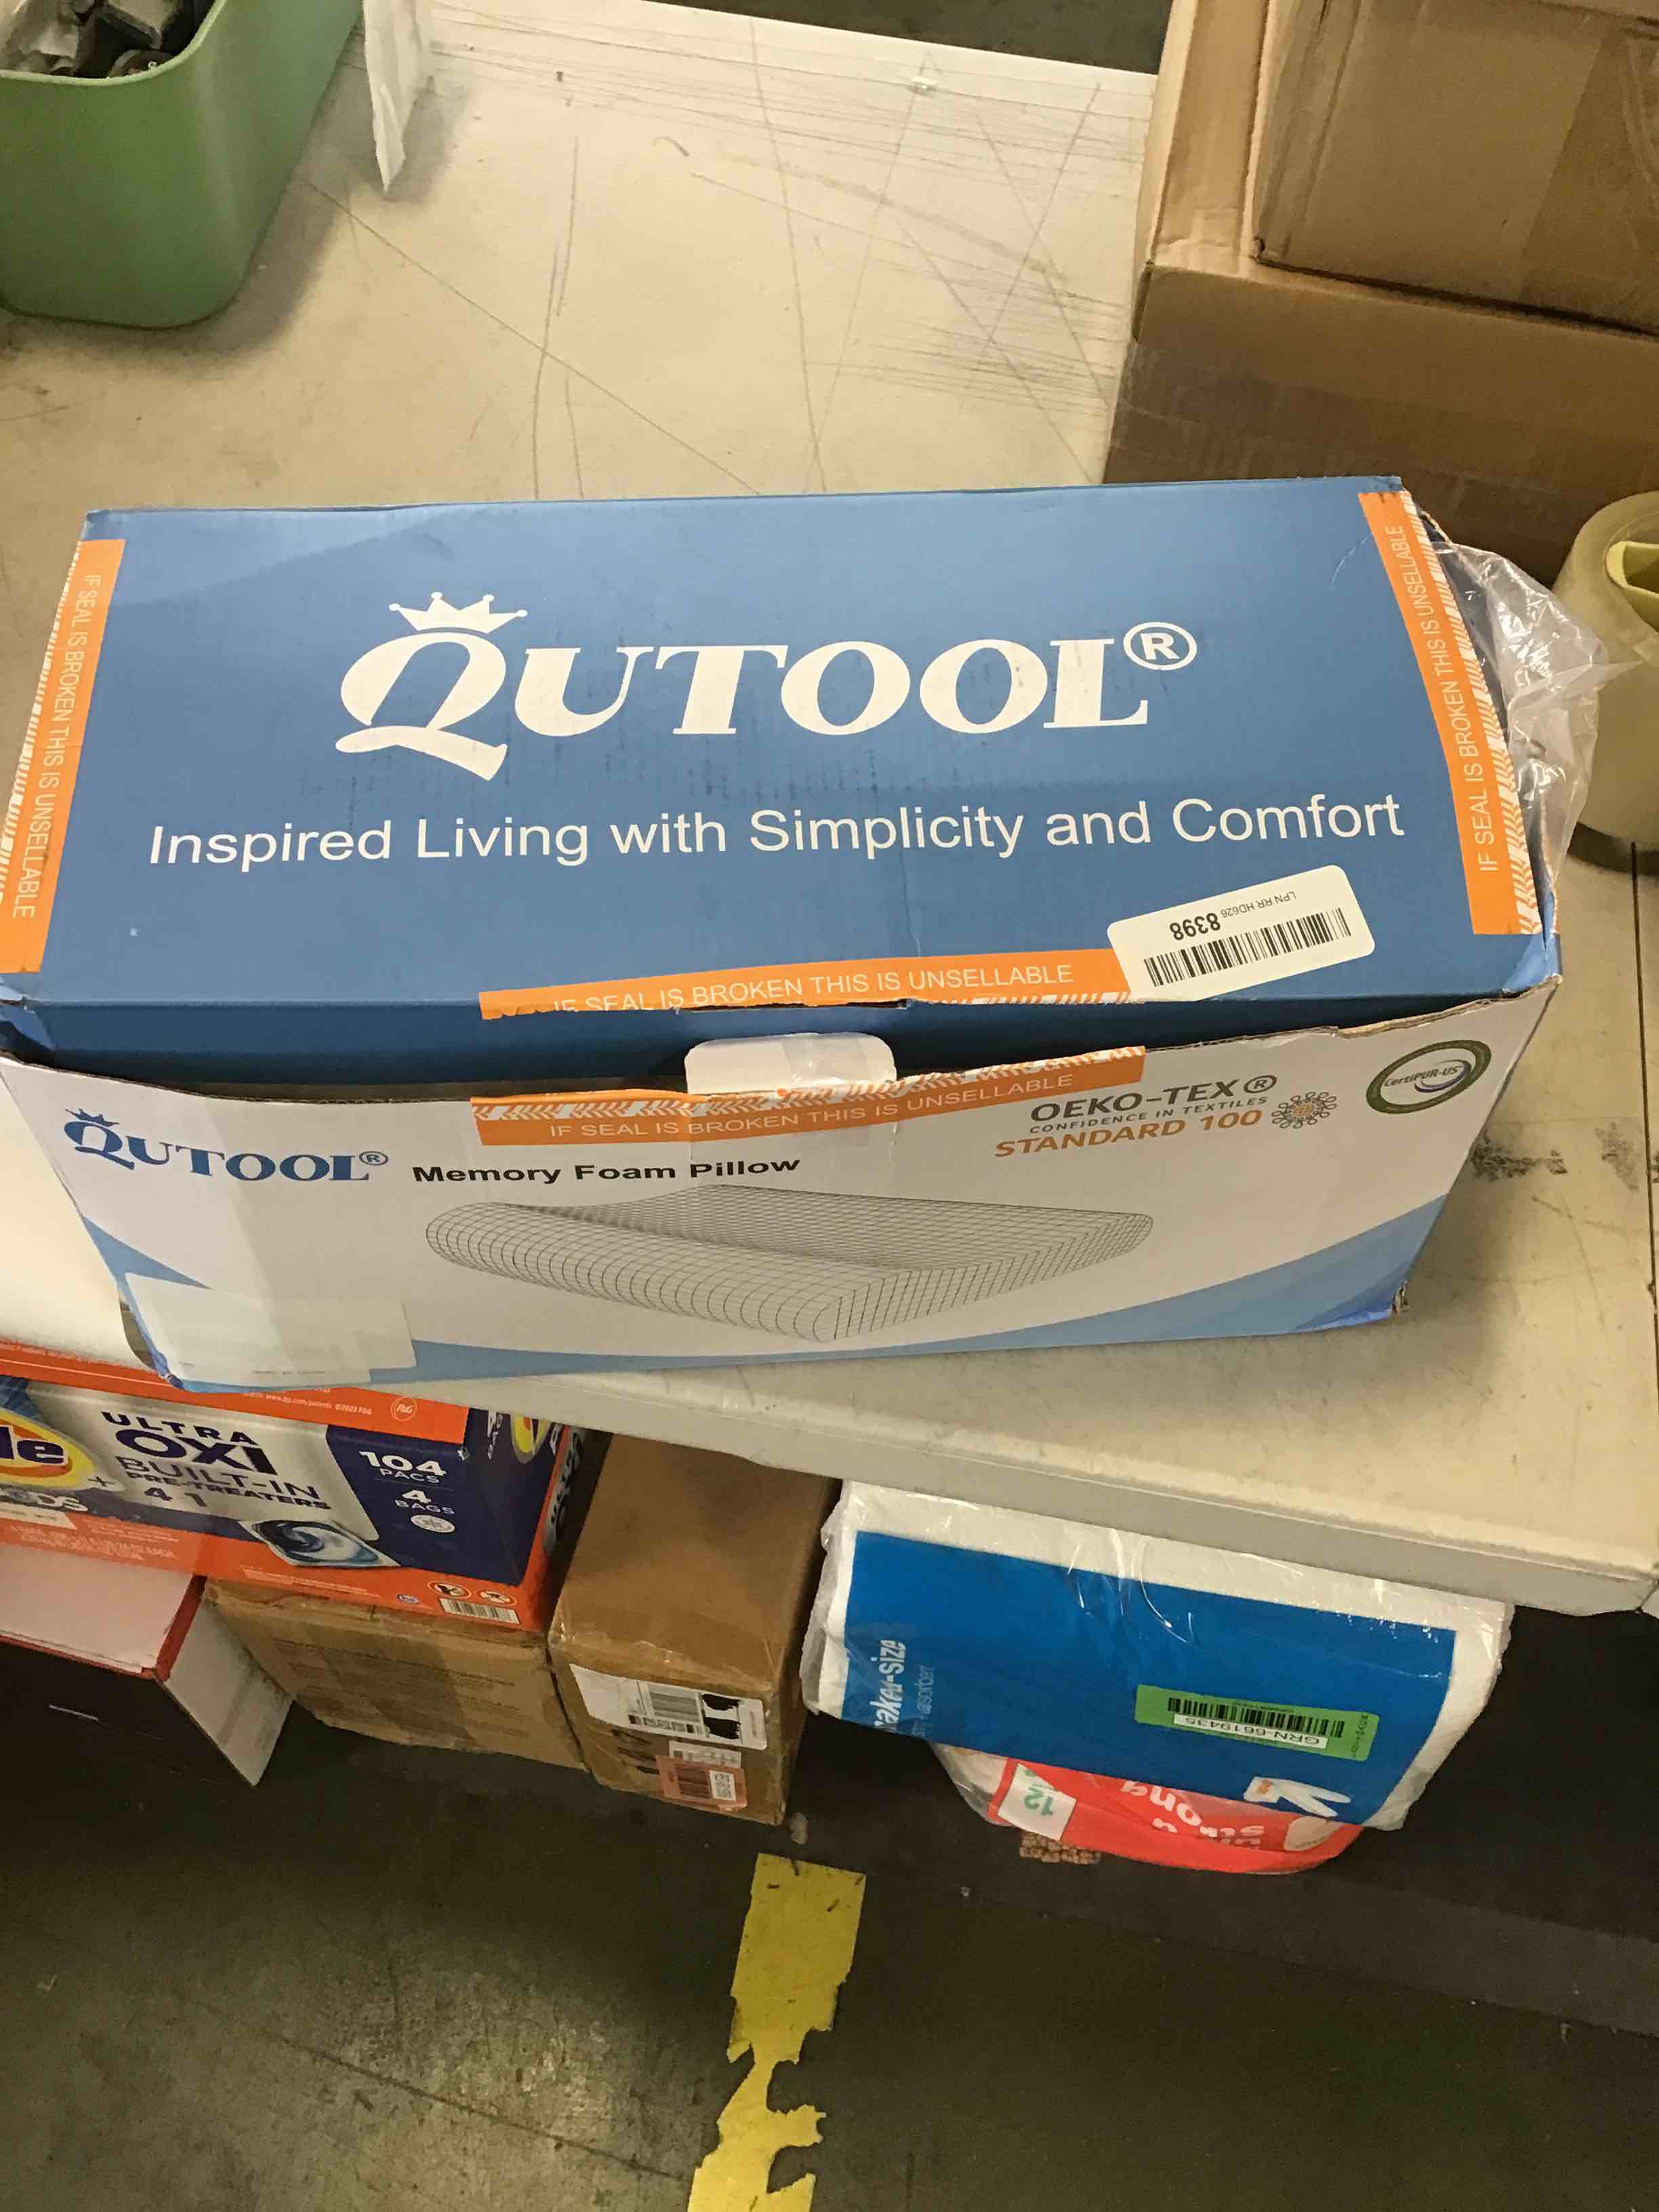 QUTOOL®
Inspired Living with Simplicity and Comfort
IF SEAL IS BROKEN THIS IS UNSELLABLE
IF SEAL IS BROKEN THIS IS UNSELLABLE
LPN RR HD626 8398
IF SEAL IS BROKEN THIS IS UNSELLABLE
IF SEAL IS BROKEN THIS IS UNSELLABLE
OEKO-TEX®
CONFIDENCE IN TEXTILES
STANDARD 100
CertiPUR-US
QUTOOL® Memory Foam Pillow
P&G
ULTRA
OXI
BUILT-IN
PRE-TREATERS
4 1
104
PACS
4
BAGS
GRN-6619435
12